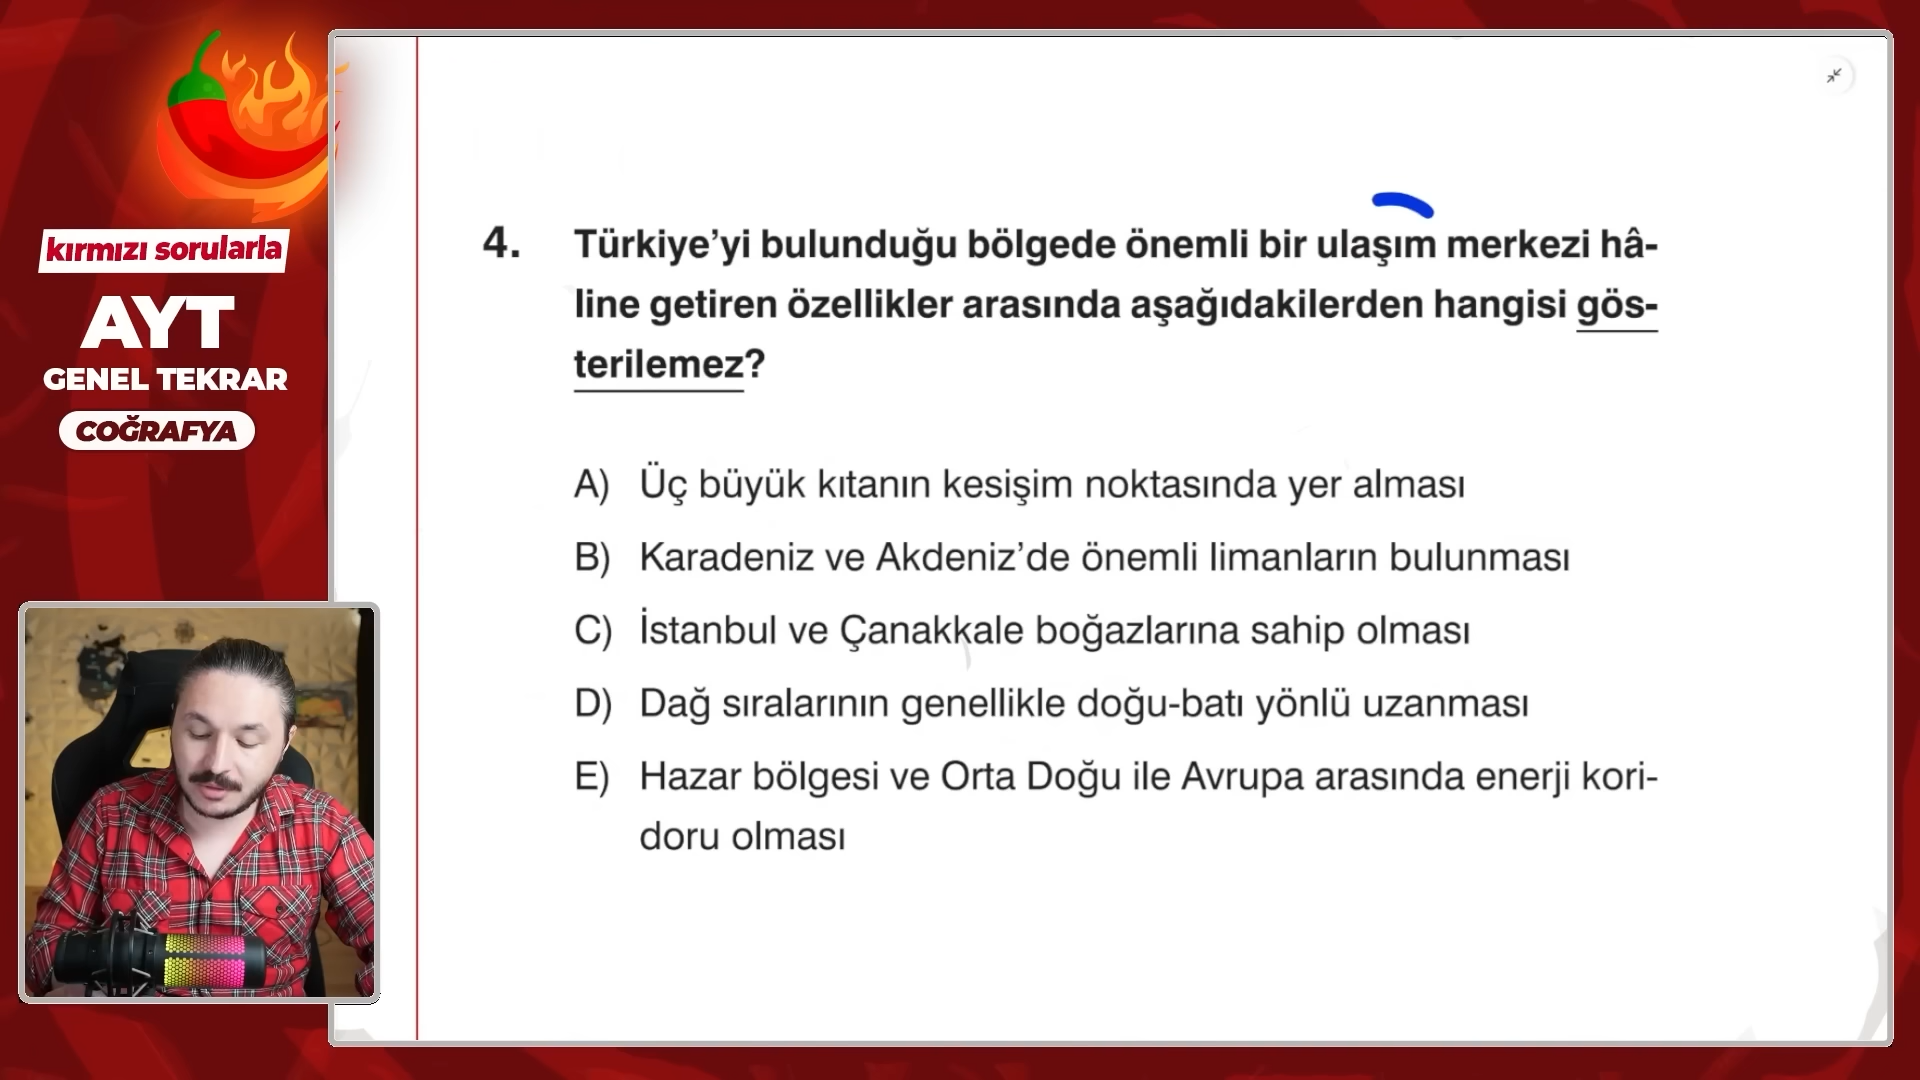 kırmızı sorularla
AYT
GENEL TEKRAR
COĞRAFYA
4. Türkiye’yi bulunduğu bölgede önemli bir ulaşım merkezi hâ-
line getiren özellikler arasında aşağıdakilerden hangisi gös-
terilemez?
A) Üç büyük kıtanın kesişim noktasında yer alması
B) Karadeniz ve Akdeniz’de önemli limanların bulunması
C) İstanbul ve Çanakkale boğazlarına sahip olması
D) Dağ sıralarının genellikle doğu-batı yönlü uzanması
E) Hazar bölgesi ve Orta Doğu ile Avrupa arasında enerji kori-
doru olması